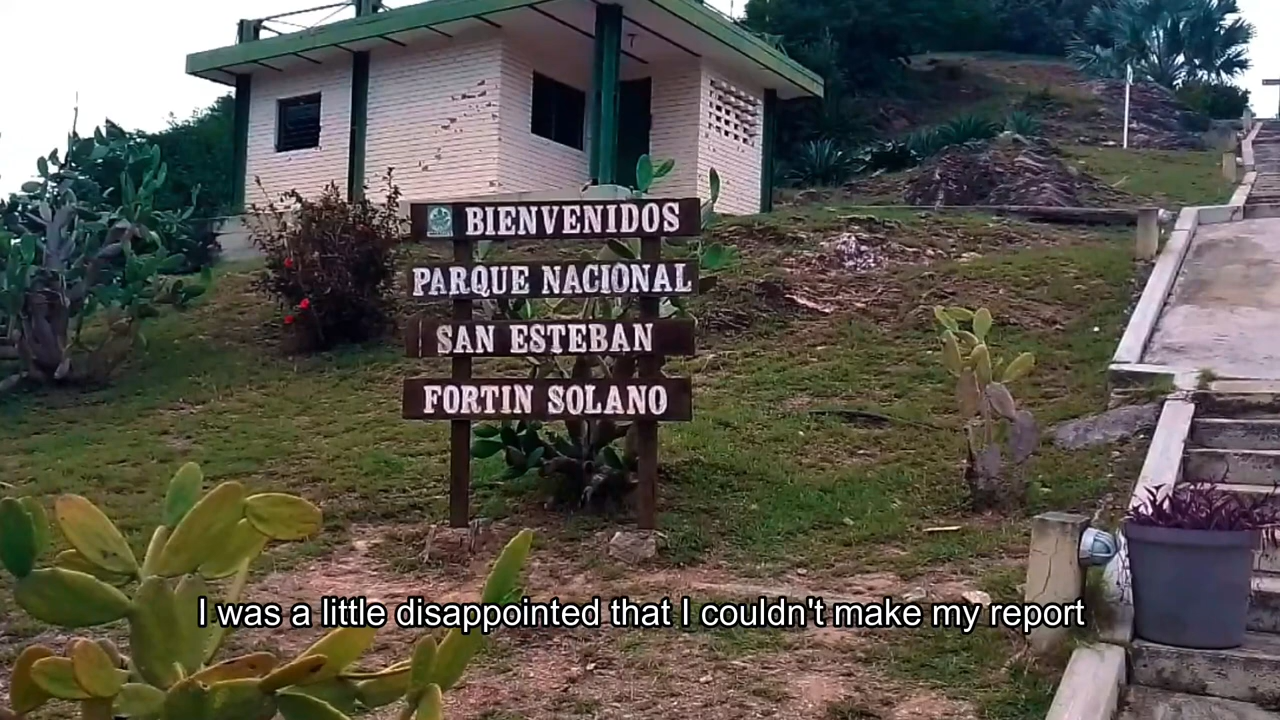 BIENVENIDOS
PARQUE NACIONAL
SAN ESTEBAN
FORTIN SOLANO
I was a little disappointed that I couldn't make my report